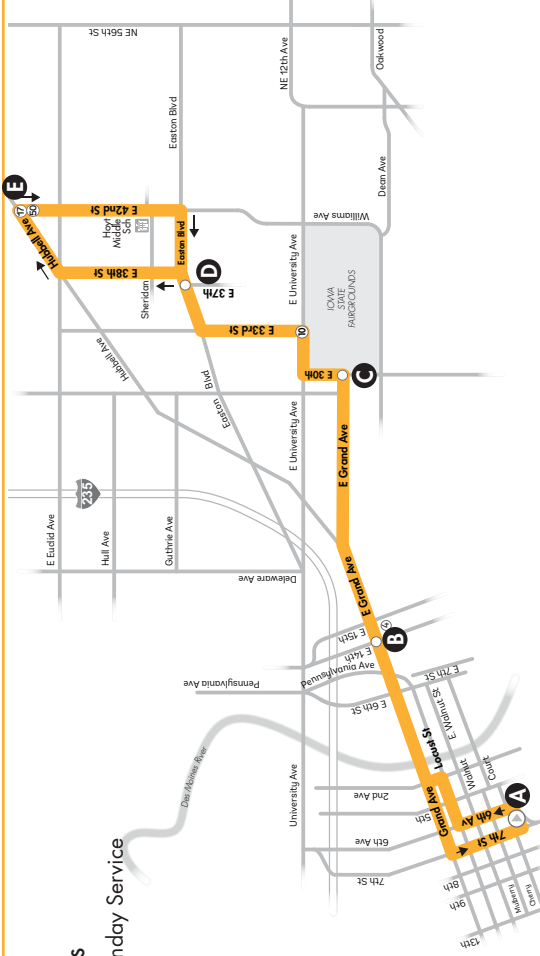 s
nday Service
NE 56th St
NE 12th Ave
Oakwood
Easton Blvd
Dean Ave
E
17
50
E 42nd St
Hoyt
Middle
Sch
Hubbell Ave
Easton Blvd
Williams Ave
E 38th St
Sheridan
D
E 37th
E University Ave
IOWA
STATE
FAIRGROUNDS
E 33rd St
10
Hubbell Ave
Easton
Blvd
E 30th
C
E University Ave
E Grand Ave
235
E Euclid Ave
Hull Ave
Guthrie Ave
Delaware Ave
E Grand Ave
E 15th
E 14th
B
Pennsylvania Ave
Pennsylvania Ave
E 7th St
E 6th St
E Walnut St
Des Moines River
Locust St
Walnut
Court
University Ave
2nd Ave
5th
Grand Ave
6th Av
A
6th Ave
7th St
7th St
8th
9th
Mulberry
Cherry
13th